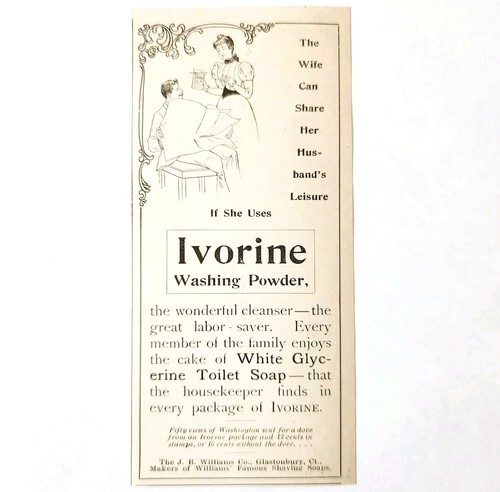 The
Wife
Can
Share
Her
Hus-
band's
Leisure
If She Uses
Ivorine
Washing Powder,
the wonderful cleanser—the
great labor-saver. Every
member of the family enjoys
the cake of White Glyc-
erine Toilet Soap—that
the housekeeper finds in
every package of IVORINE.
Fifty views of Washington sent for a dove
from an Ivorine package and 12 cents in
stamps, or 16 cents without the dove. . . .
The J. B. Williams Co., Glastonbury, Ct.,
Makers of Williams' Famous Shaving Soaps.